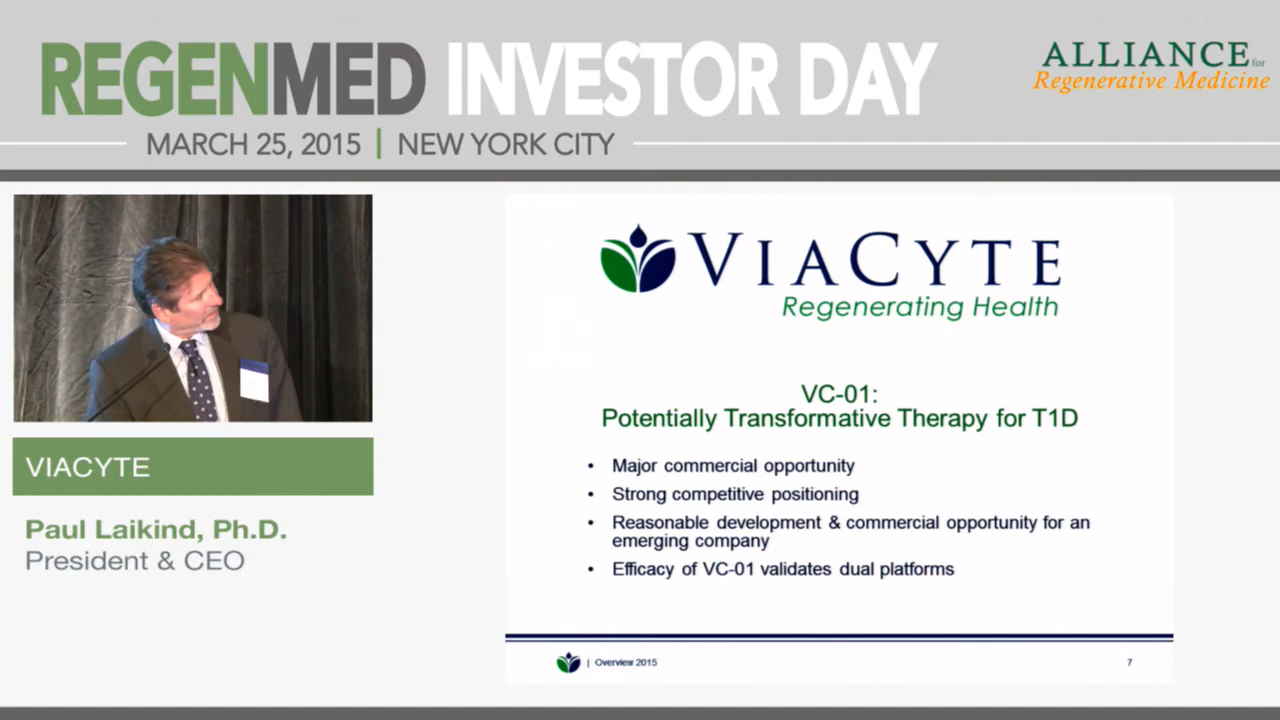 REGENMED INVESTOR DAY
MARCH 25, 2015 | NEW YORK CITY
ALLIANCE for
Regenerative Medicine
VIACYTE
Regenerating Health
VC-01:
Potentially Transformative Therapy for T1D
• Major commercial opportunity
• Strong competitive positioning
• Reasonable development & commercial opportunity for an
emerging company
• Efficacy of VC-01 validates dual platforms
| Overview 2015
7
VIACYTE
Paul Laikind, Ph.D.
President & CEO